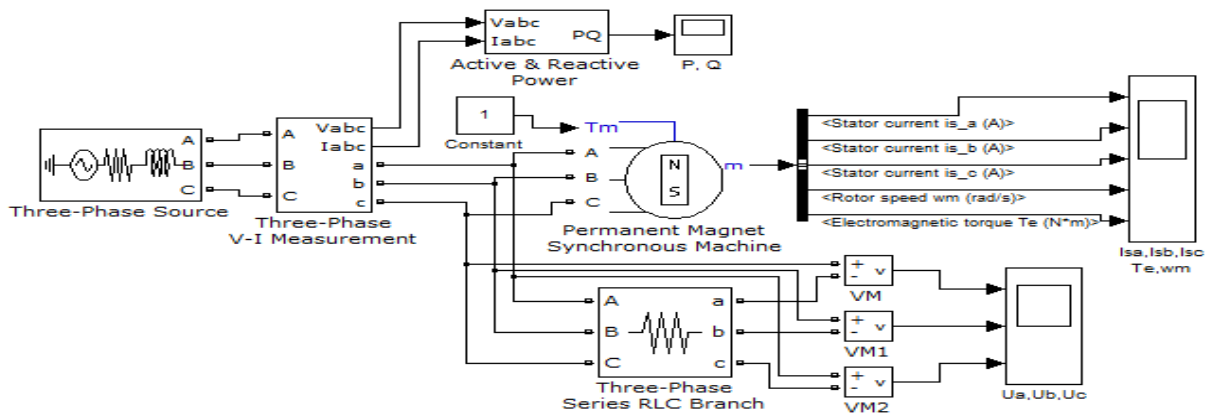 Vabc
Iabc
PQ
Active & Reactive
Power
P, Q
1
Constant
Tm
A
B
C
N
S
m
Permanent Magnet
Synchronous Machine
<Stator current is_a (A)>
<Stator current is_b (A)>
<Stator current is_c (A)>
<Rotor speed wm (rad/s)>
<Electromagnetic torque Te (N*m)>
Isa,Isb,Isc
Te,wm
A
B
C
Three-Phase Source
A
B
C
Vabc
Iabc
a
b
c
Three-Phase
V-I Measurement
A
B
C
a
b
c
Three-Phase
Series RLC Branch
+
-
v
VM
+
-
v
VM1
+
-
v
VM2
Ua,Ub,Uc